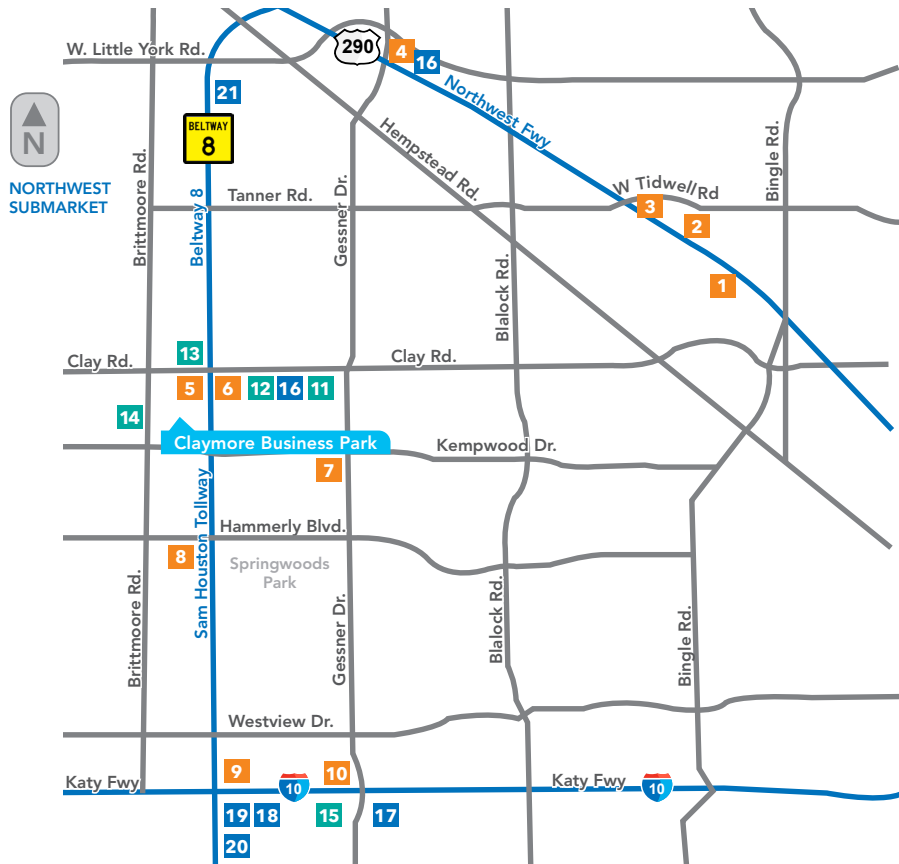 W. Little York Rd.
290
4
16
21
Northwest Fwy
BELTWAY
8
N
Hempstead Rd.
Bingle Rd.
NORTHWEST
SUBMARKET
Brittmoore Rd.
Tanner Rd.
Beltway 8
Gessner Dr.
W Tidwell Rd
3
2
Blalock Rd.
1
13
Clay Rd.
Clay Rd.
5
6
12
16
11
14
Claymore Business Park
Kempwood Dr.
7
Sam Houston Tollway
Hammerly Blvd.
8
Springwoods
Park
Brittmoore Rd.
Gessner Dr.
Blalock Rd.
Bingle Rd.
Westview Dr.
9
10
Katy Fwy
10
Katy Fwy
10
19
18
15
17
20